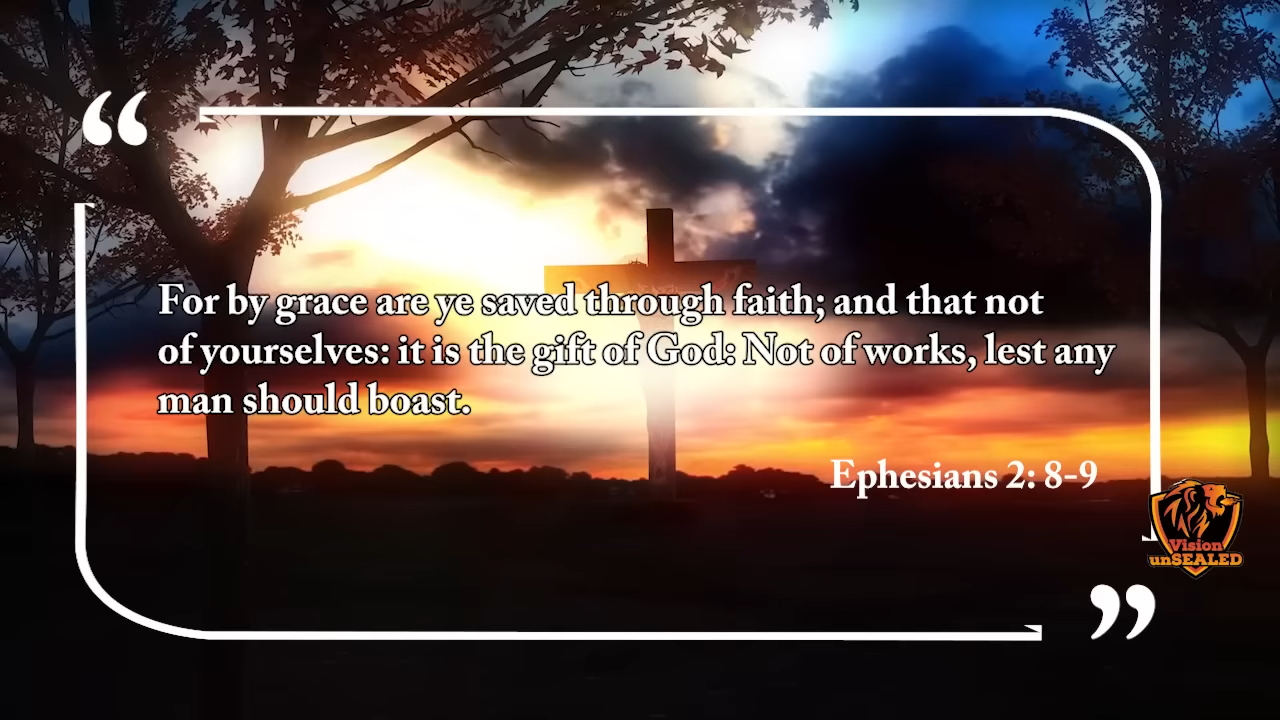 “
For by grace are ye saved through faith; and that not
of yourselves: it is the gift of God: Not of works, lest any
man should boast.
Ephesians 2: 8-9
Vision
unSEALED
”